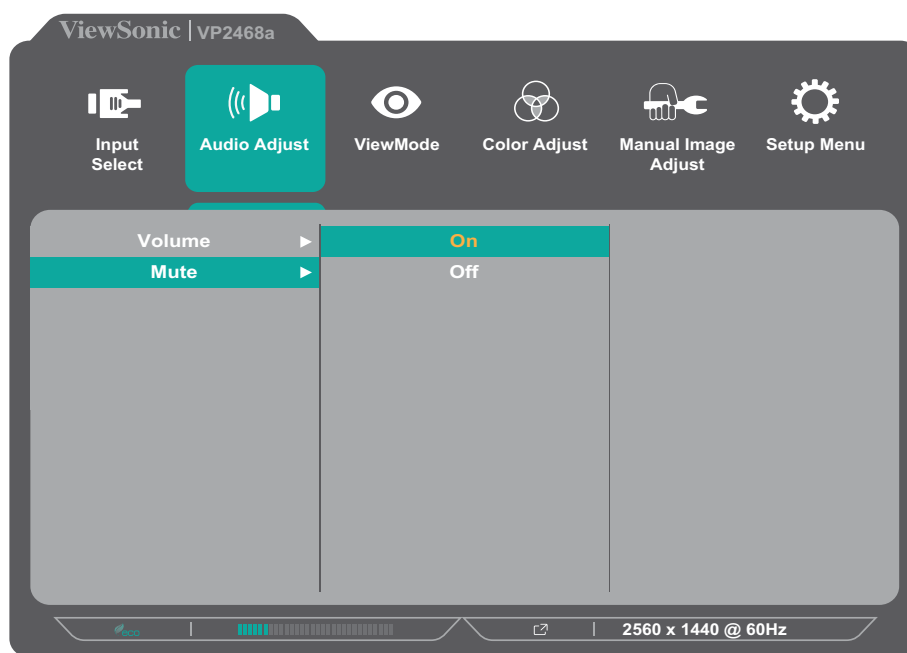 ViewSonic | VP2468a
Input Select
Audio Adjust
ViewMode
Color Adjust
Manual Image Adjust
Setup Menu
Volume
On
Mute
Off
eco
2560 x 1440 @ 60Hz